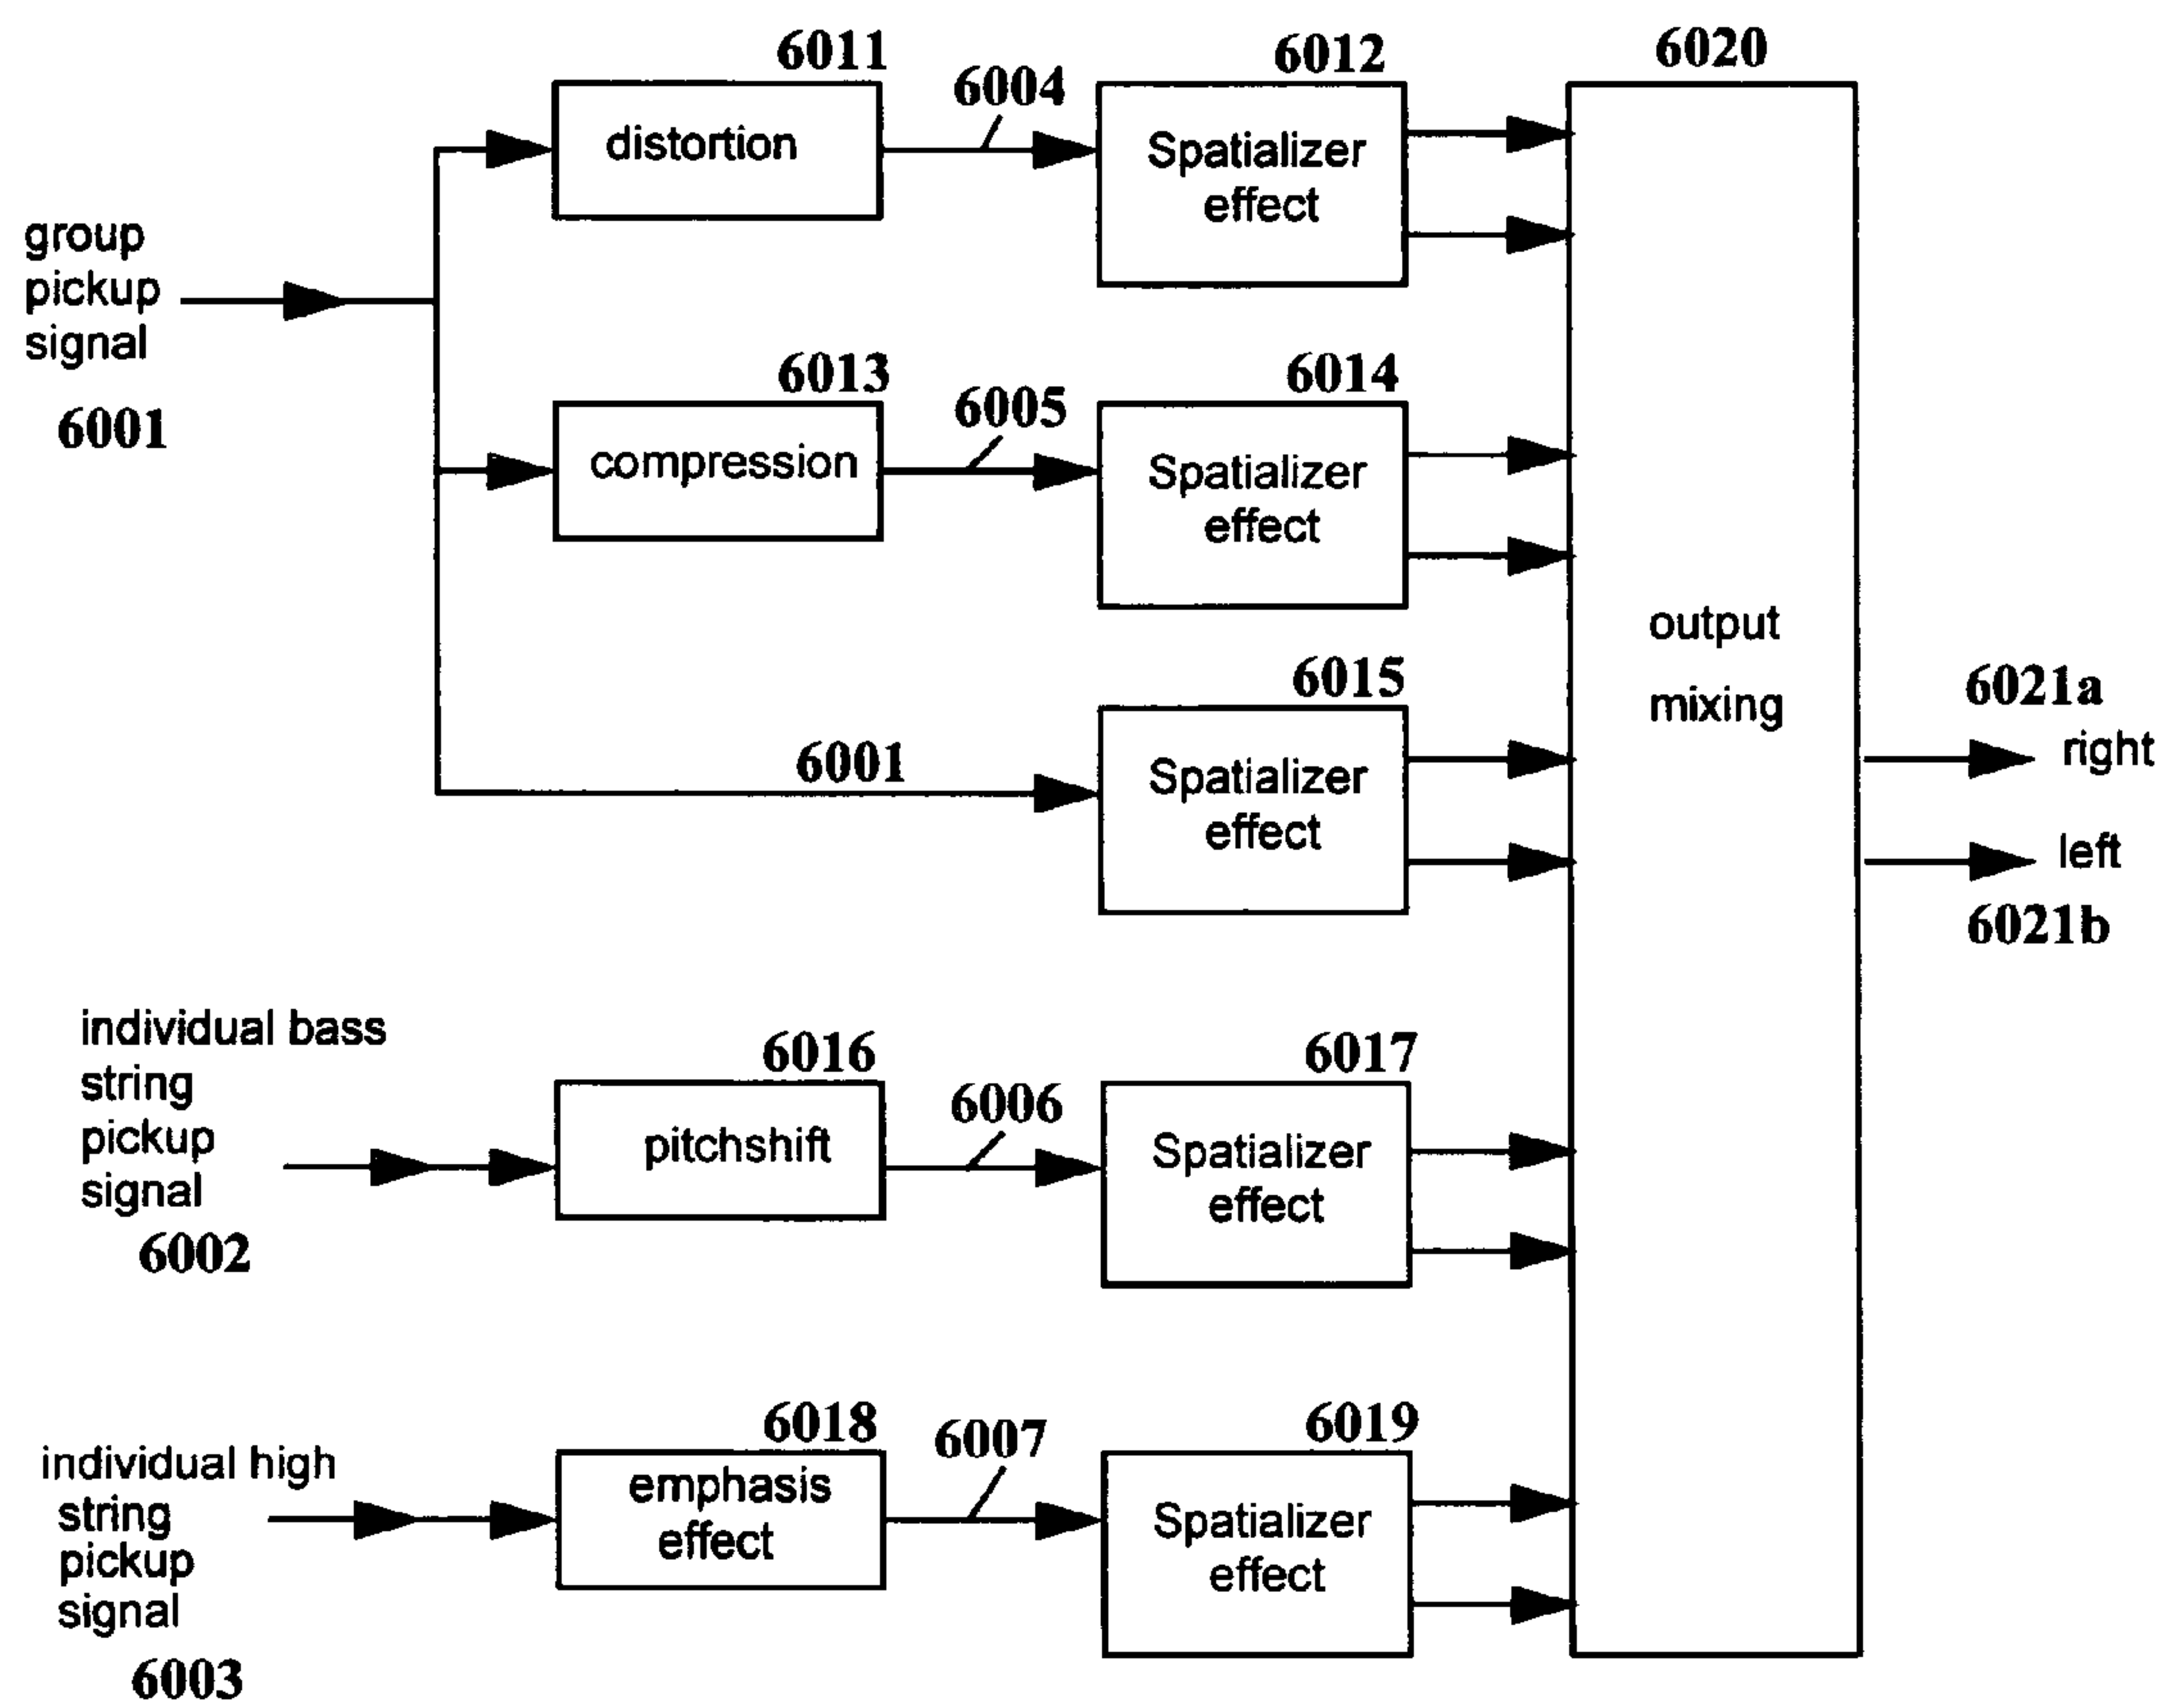 6011
6004
6012
6020
distortion
Spatializer
effect
group
pickup
signal
6001
6013
6005
6014
compression
Spatializer
effect
output
mixing
6015
6001
Spatializer
effect
6021a
right
left
6021b
individual bass
string
pickup
signal
6002
6016
6006
6017
pitchshift
Spatializer
effect
individual high
string
pickup
signal
6003
6018
6007
6019
emphasis
effect
Spatializer
effect